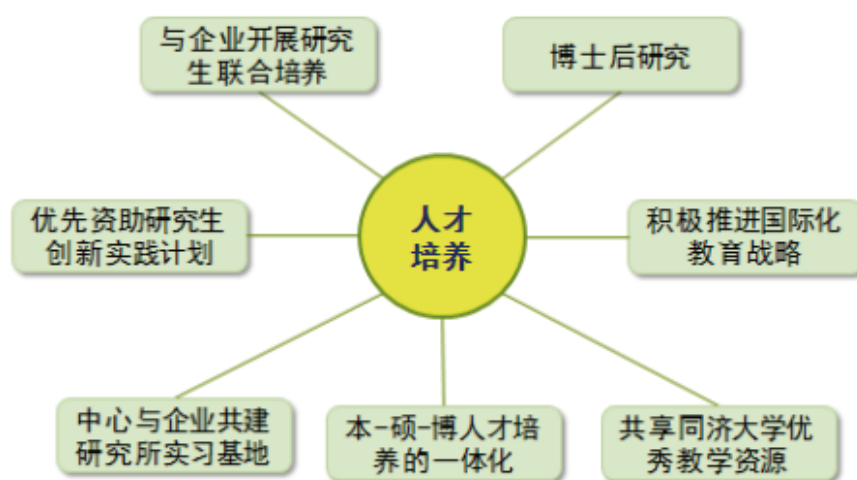 与企业开展研究
生联合培养
博士后研究
优先资助研究生
创新实践计划
人才
培养
积极推进国际化
教育战略
中心与企业共建
研究所实习基地
本-硕-博人才培
养的一体化
共享同济大学优
秀教学资源